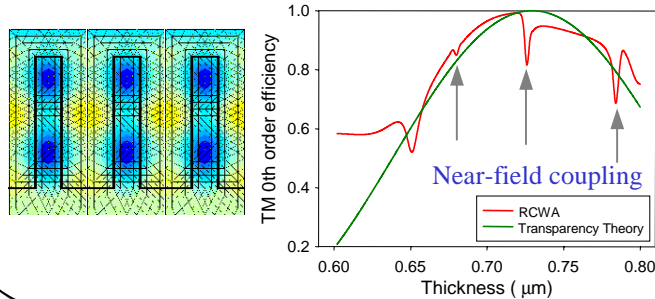 1.0
0.8
0.6
0.4
0.2
TM 0th order efficiency
Near-field coupling
RCWA
Transparency Theory
0.60 0.65 0.70 0.75 0.80
Thickness ( μm)